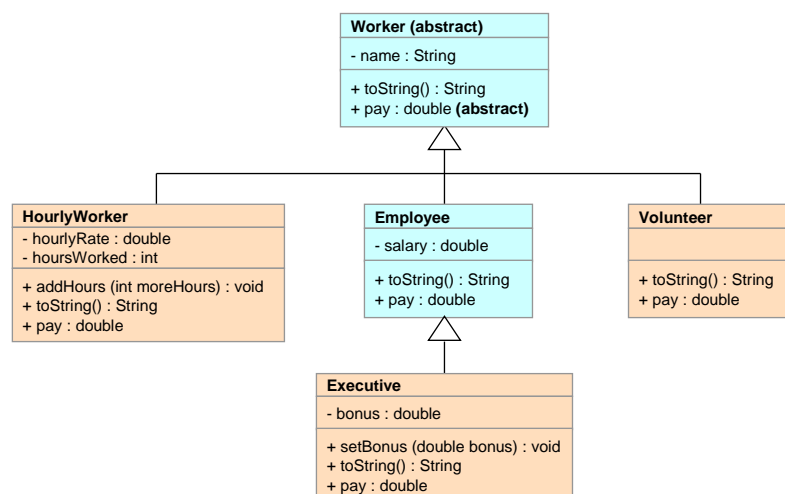 Worker (abstract)
- name : String
+ toString() : String
+ pay : double (abstract)
HourlyWorker
- hourlyRate : double
- hoursWorked : int
+ addHours (int moreHours) : void
+ toString() : String
+ pay : double
Employee
- salary : double
+ toString() : String
+ pay : double
Volunteer
+ toString() : String
+ pay : double
Executive
- bonus : double
+ setBonus (double bonus) : void
+ toString() : String
+ pay : double